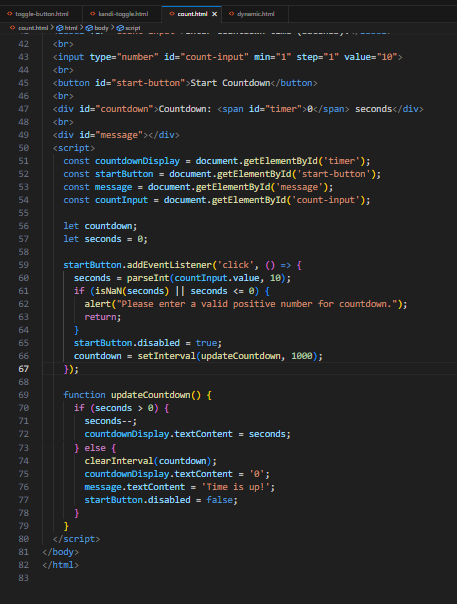 toggle-button.html kendi-toggle.html count.html × dynamic.html
count.html > html > body > script
42 <br>
43 <input type="number" id="count-input" min="1" step="1" value="10">
44 <br>
45 <button id="start-button">Start Countdown</button>
46 <br>
47 <div id="countdown">Countdown: <span id="timer">0</span> seconds</div>
48 <br>
49 <div id="message"></div>
50 <script>
51 const countdownDisplay = document.getElementById('timer');
52 const startButton = document.getElementById('start-button');
53 const message = document.getElementById('message');
54 const countInput = document.getElementById('count-input');
55
56 let countdown;
57 let seconds = 0;
58
59 startButton.addEventListener('click', () => {
60 seconds = parseInt(countInput.value, 10);
61 if (isNaN(seconds) || seconds <= 0) {
62 alert("Please enter a valid positive number for countdown.");
63 return;
64 }
65 startButton.disabled = true;
66 countdown = setInterval(updateCountdown, 1000);
67 });
68
69 function updateCountdown() {
70 if (seconds > 0) {
71 seconds--;
72 countdownDisplay.textContent = seconds;
73 } else {
74 clearInterval(countdown);
75 countdownDisplay.textContent = '0';
76 message.textContent = 'Time is up!';
77 startButton.disabled = false;
78 }
79 }
80 </script>
81 </body>
82 </html>
83